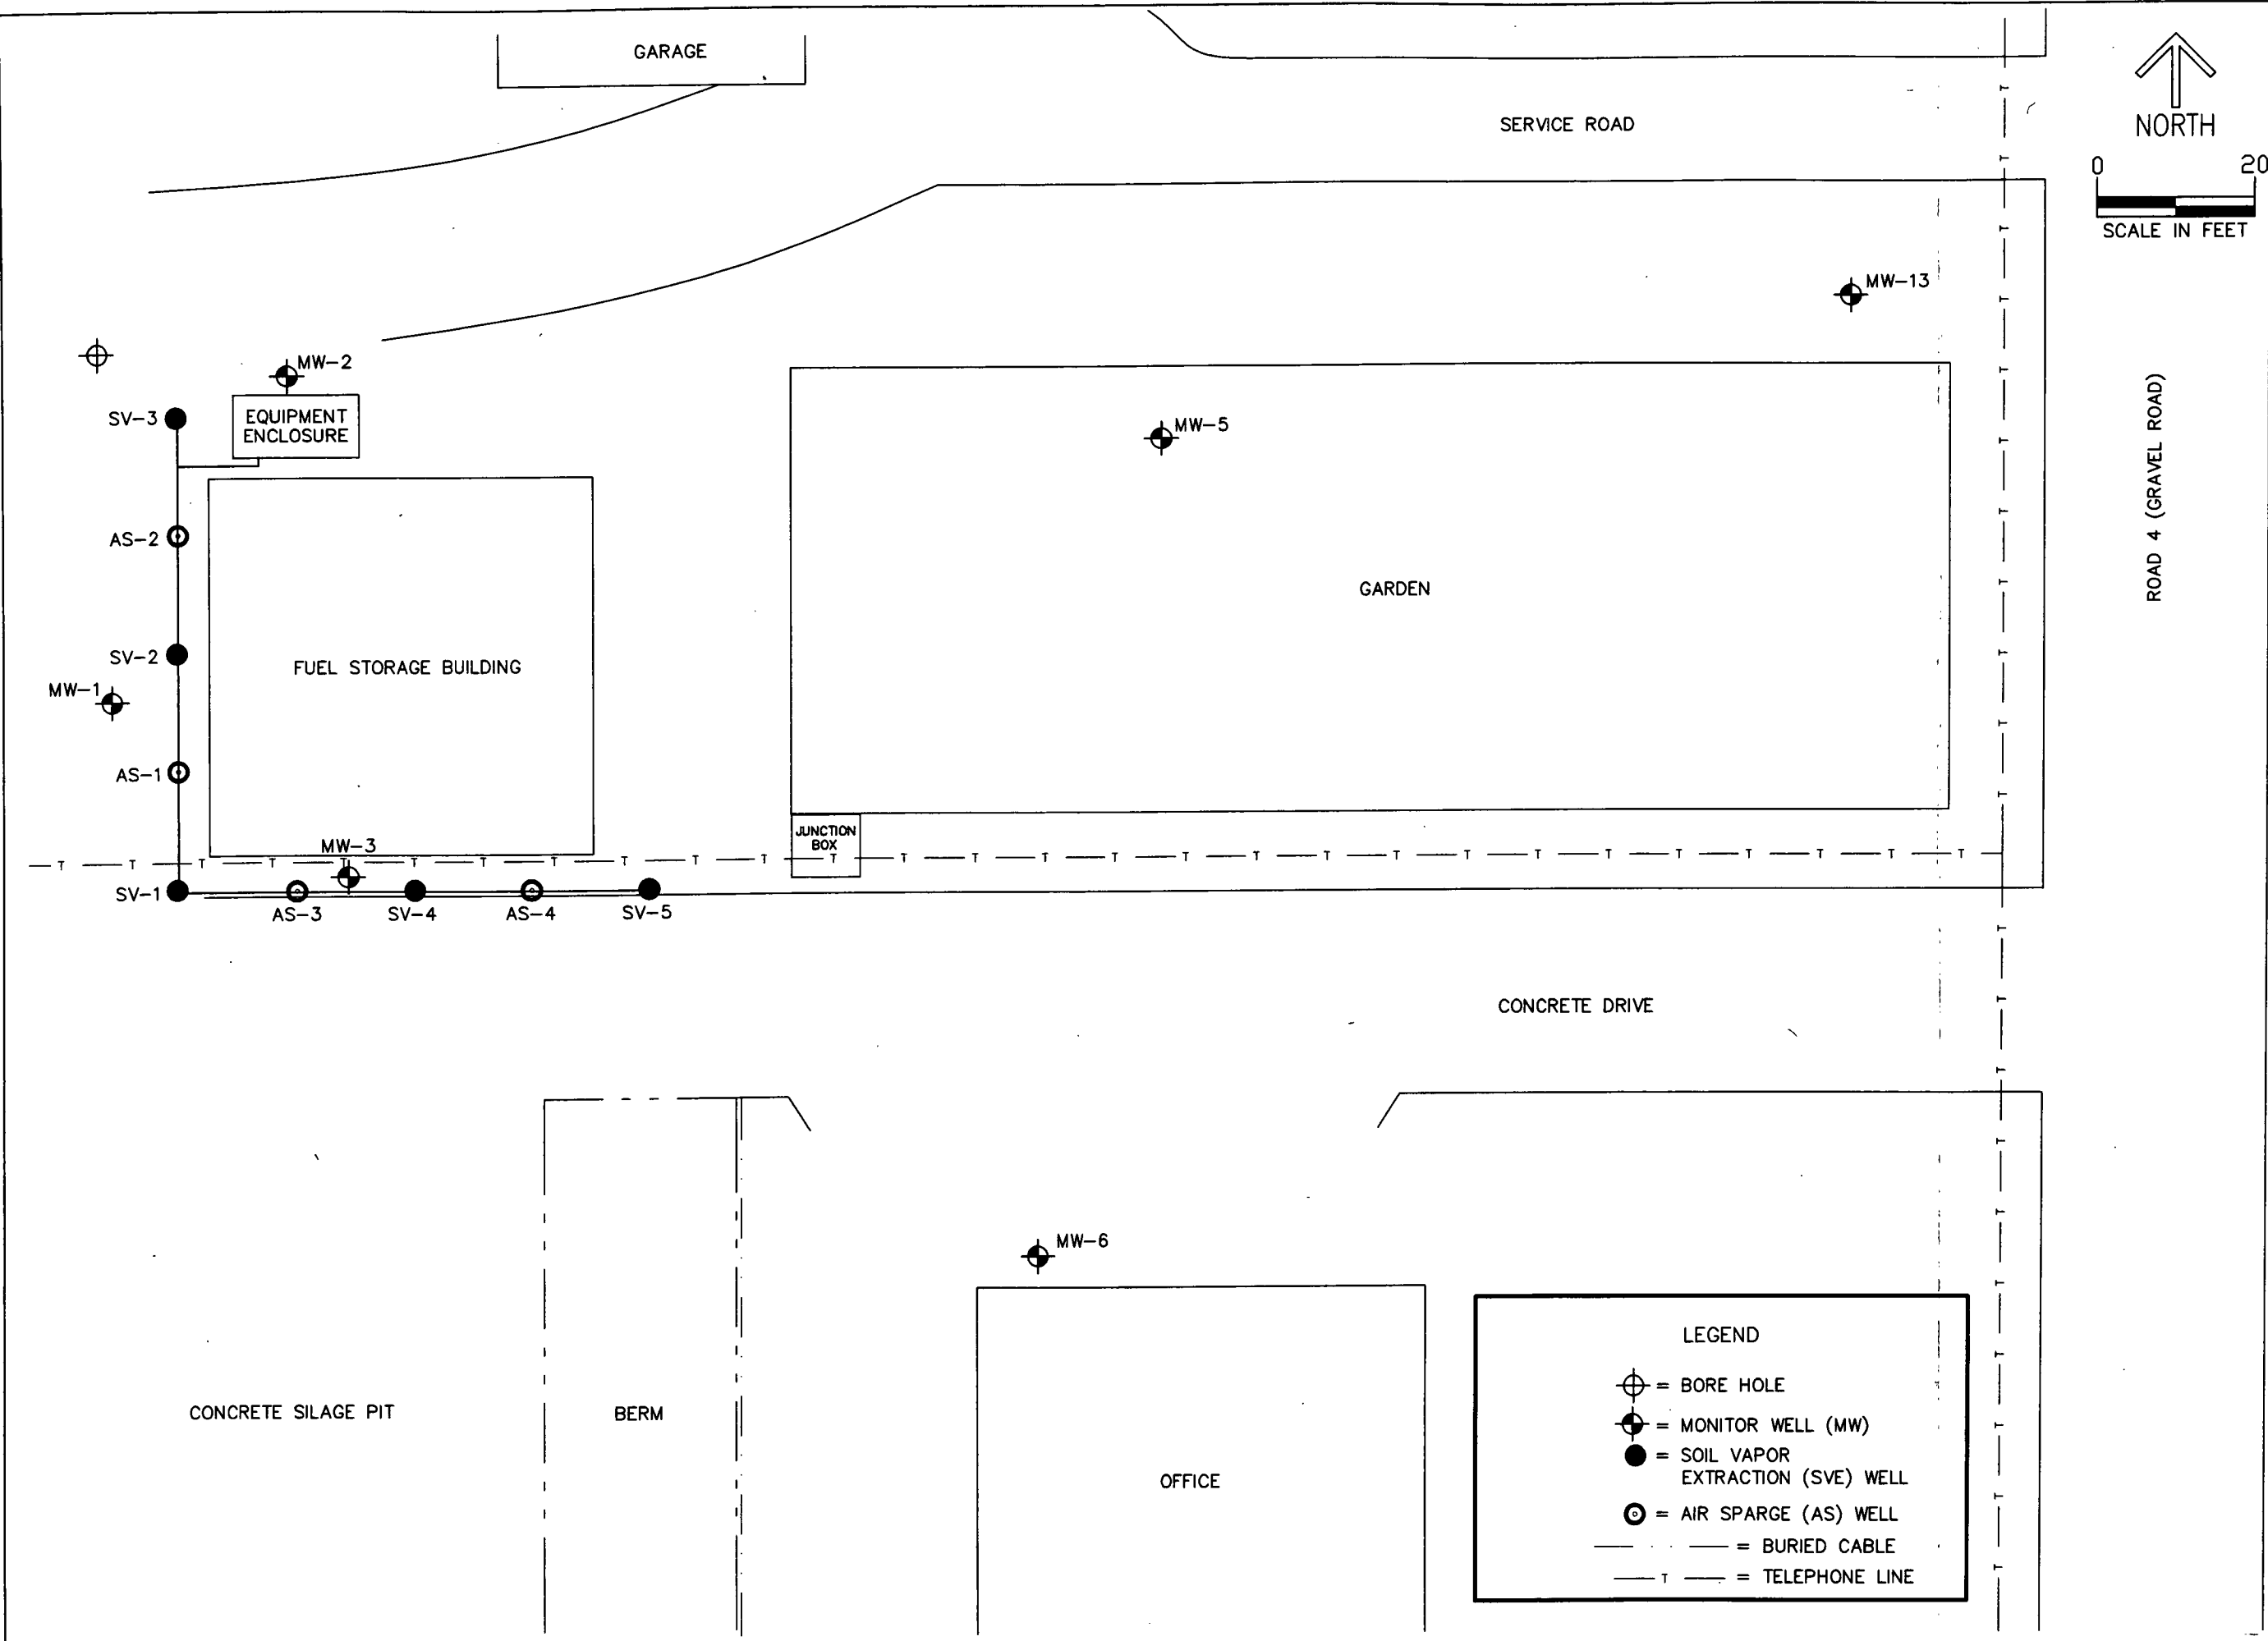 GARAGE
SERVICE ROAD
NORTH
0 20
SCALE IN FEET
MW-13
MW-2
SV-3
EQUIPMENT
ENCLOSURE
MW-5
ROAD 4 (GRAVEL ROAD)
AS-2
GARDEN
SV-2
FUEL STORAGE BUILDING
MW-1
AS-1
JUNCTION
BOX
MW-3
T T T T T T T T T T T T T T T T T T T T T T T T T T T T
SV-1
AS-3
SV-4
AS-4
SV-5
CONCRETE DRIVE
MW-6
CONCRETE SILAGE PIT
BERM
OFFICE
LEGEND
= BORE HOLE
= MONITOR WELL (MW)
= SOIL VAPOR
EXTRACTION (SVE) WELL
= AIR SPARGE (AS) WELL
= BURIED CABLE
T = TELEPHONE LINE